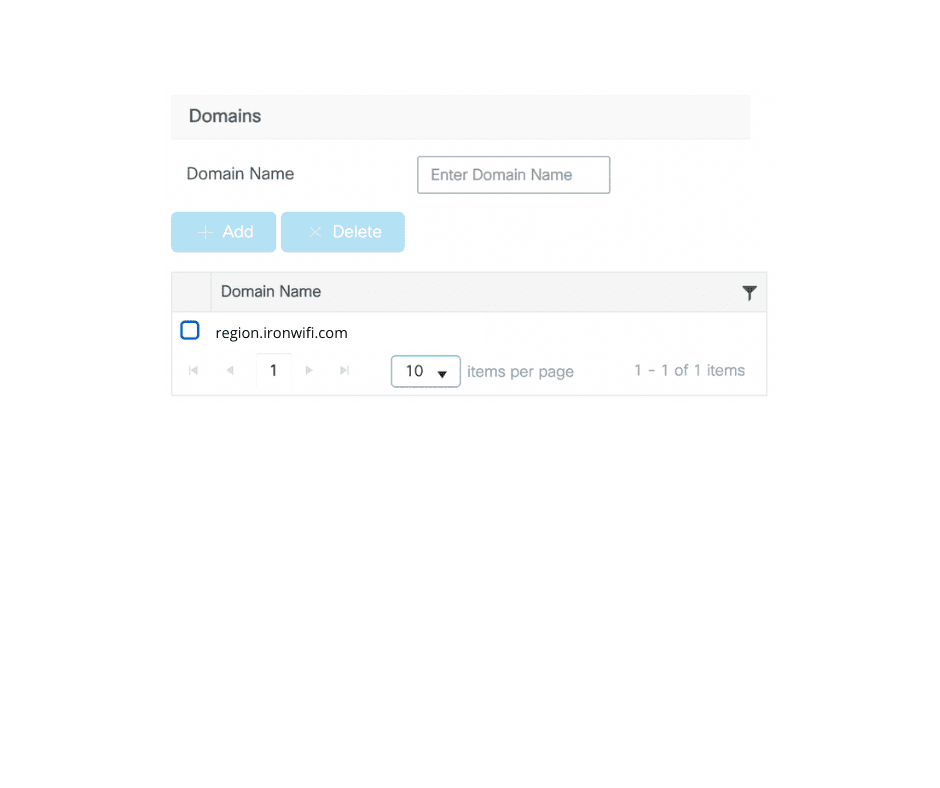 Domains
Domain Name
Enter Domain Name
Add
Delete
Domain Name
region.ironwifi.com
1
10
items per page
1 - 1 of 1 items